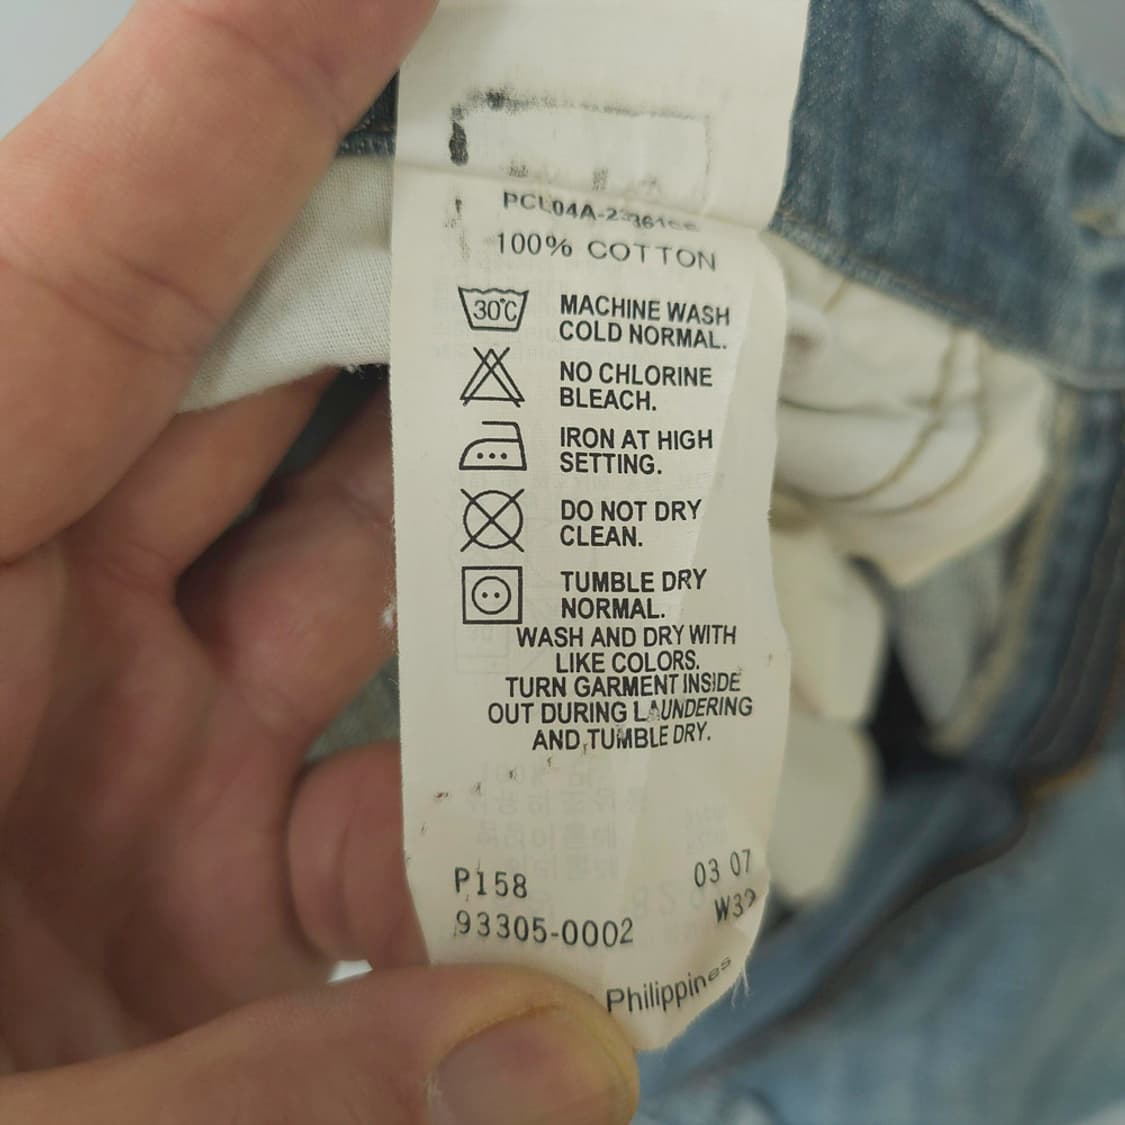 100% COTTON
30°C
MACHINE WASH
COLD NORMAL.
NO CHLORINE
BLEACH.
IRON AT HIGH
SETTING.
DO NOT DRY
CLEAN.
TUMBLE DRY
NORMAL.
WASH AND DRY WITH
LIKE COLORS.
TURN GARMENT INSIDE
OUT DURING LAUNDERING
AND TUMBLE DRY.
P158
03 07
93305-0002
Philippines